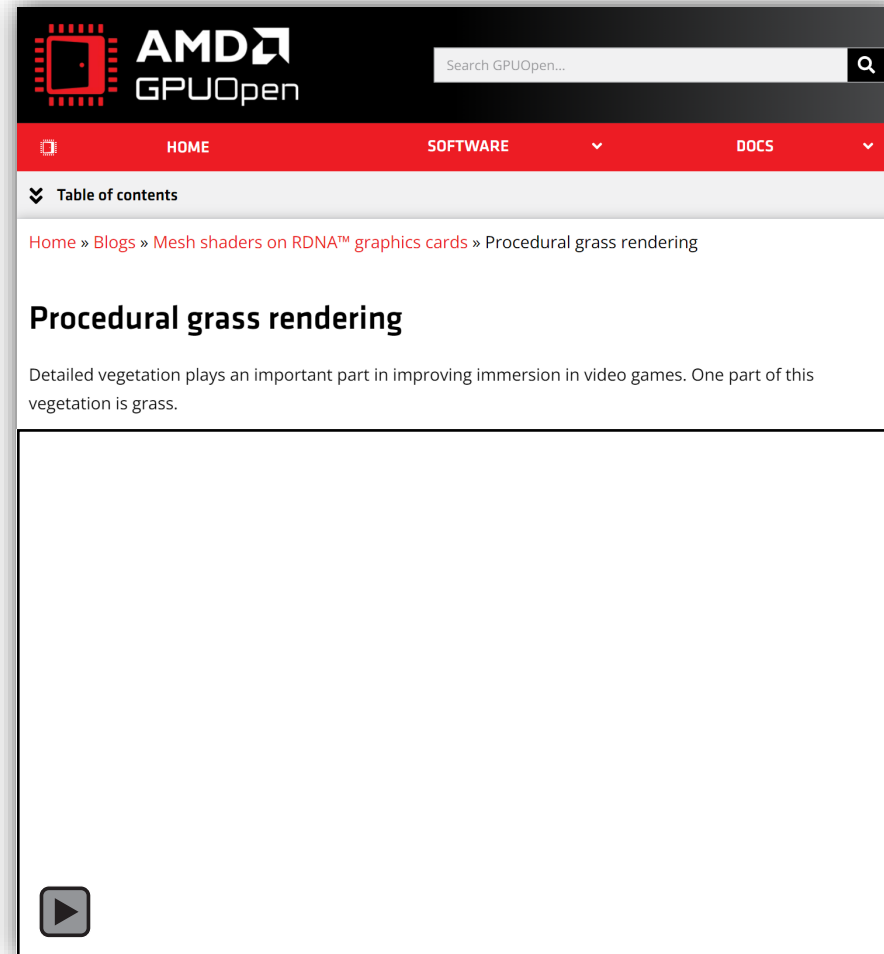 AMD
GPUOpen
Search GPUOpen...
HOME
SOFTWARE
DOCS
Table of contents
Home » Blogs » Mesh shaders on RDNA™ graphics cards » Procedural grass rendering
Procedural grass rendering
Detailed vegetation plays an important part in improving immersion in video games. One part of this
vegetation is grass.